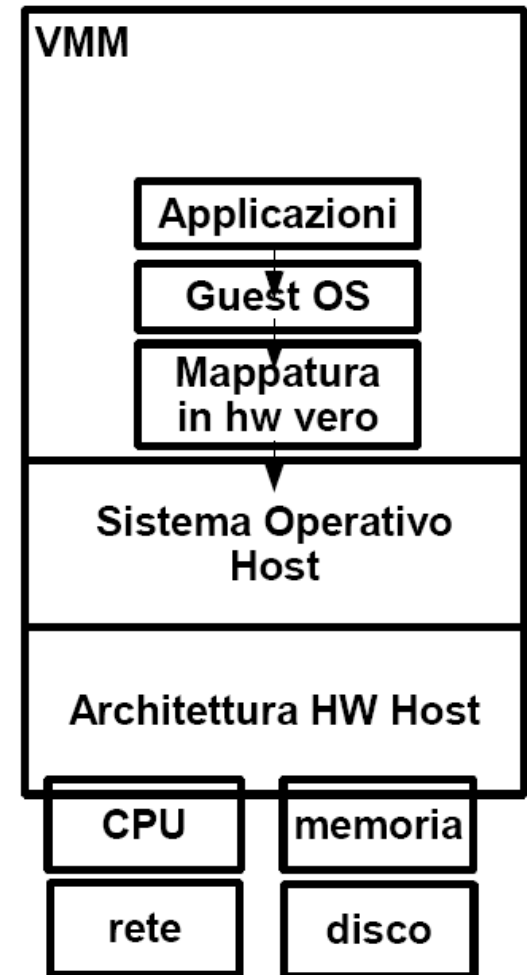 VMM
Applicazioni
Guest OS
Mappatura
in hw vero
Sistema Operativo
Host
Architettura HW Host
CPU
memoria
rete
disco